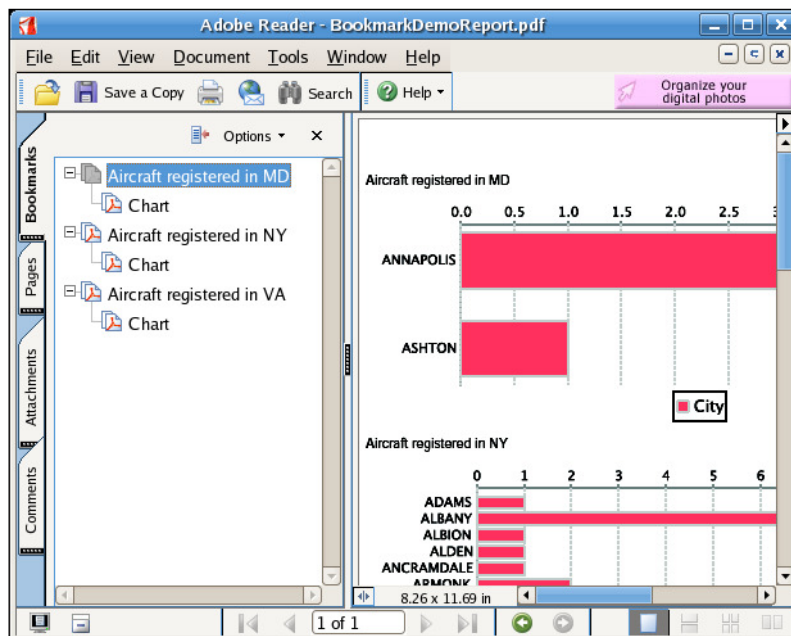 Adobe Reader - BookmarkDemoReport.pdf
File Edit View Document Tools Window Help
Save a Copy Search Help Organize your digital photos
Options
Bookmarks
Pages
Attachments
Comments
Aircraft registered in MD
Chart
Aircraft registered in NY
Chart
Aircraft registered in VA
Chart
Aircraft registered in MD
0.0 0.5 1.0 1.5 2.0 2.5
ANNAPOLIS
ASHTON
City
Aircraft registered in NY
0 1 2 3 4 5 6
ADAMS
ALBANY
ALBION
ALDEN
ANCRAMDALE
ARMONK
8.26 x 11.69 in
1 of 1